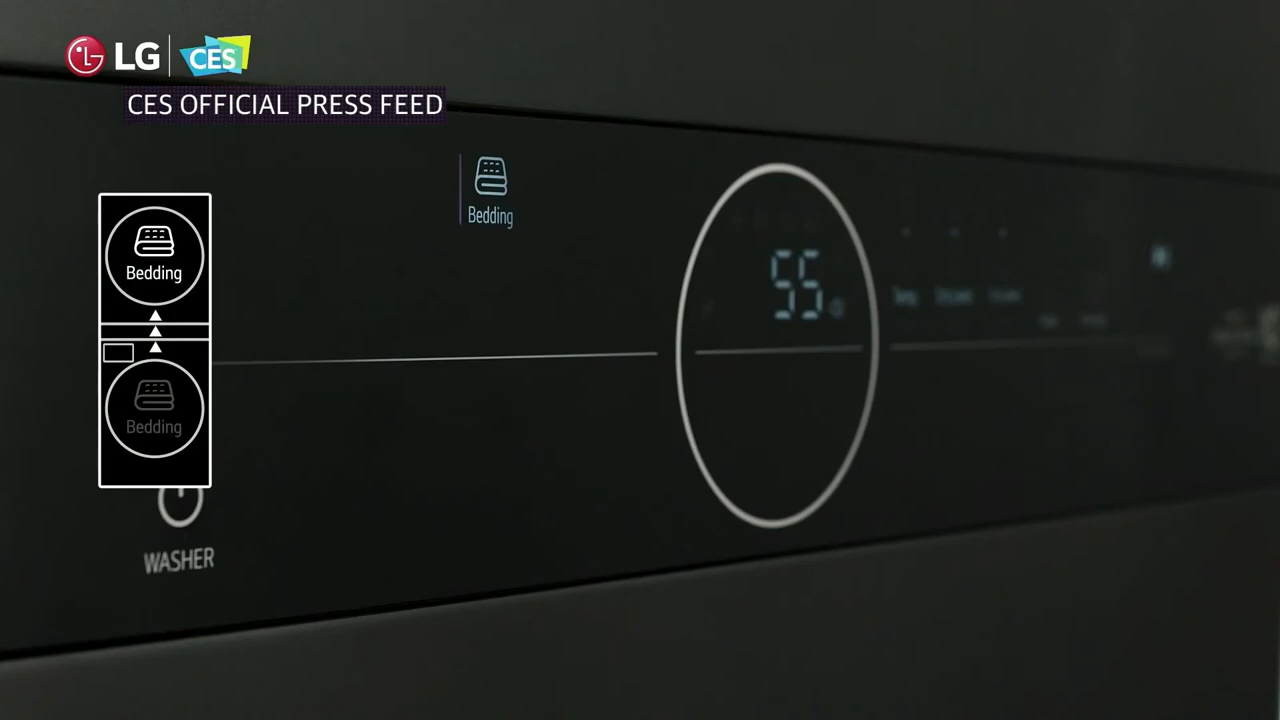 LG CES
CES OFFICIAL PRESS FEED
Bedding
Bedding
55
Bedding
WASHER